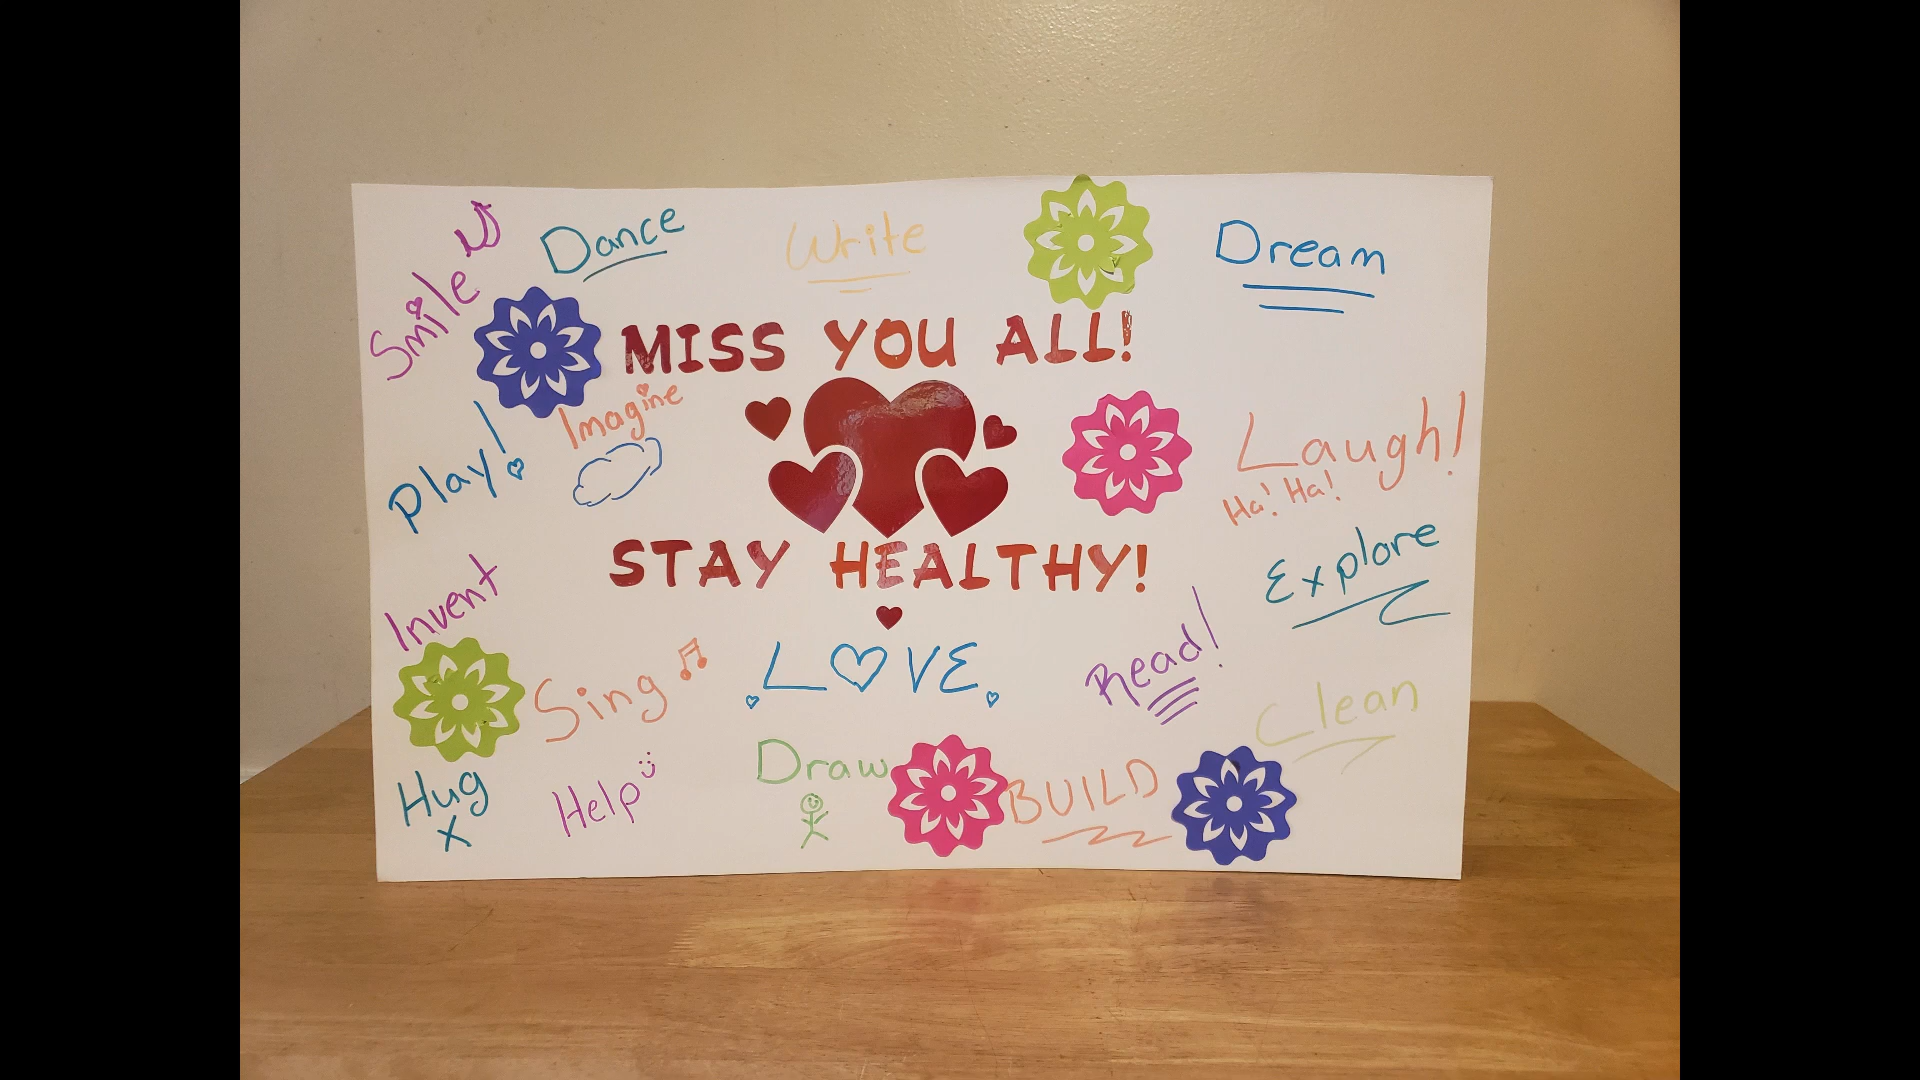 Smile
Dance
Write
Dream
MISS YOU ALL!
Imagine
Play!
Laugh!
Ha! Ha!
STAY HEALTHY!
Explore
Invent
Sing
LOVE
Read!
Clean
Hug
X
Help
Draw
BUILD